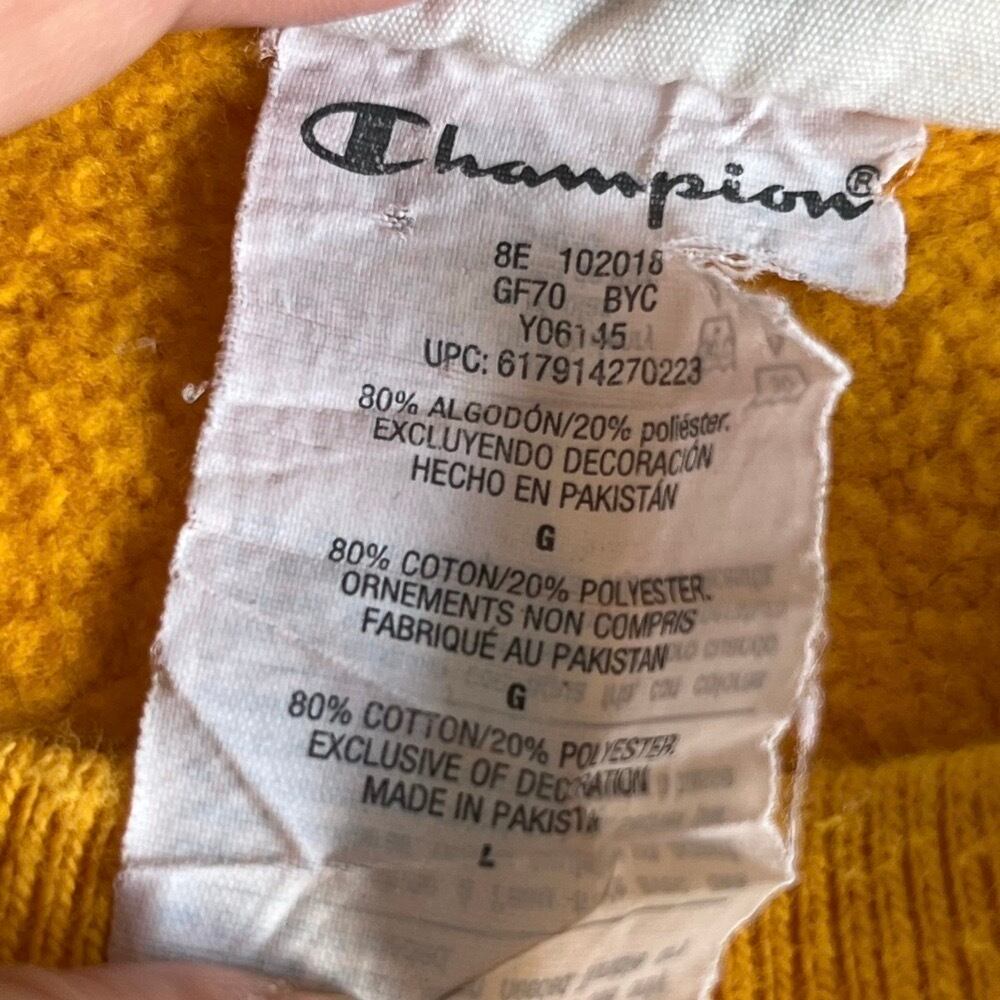 Champion®
8E 102018
GF70 BYC
Y06145
UPC: 617914270223
80% ALGODÓN/20% poliéster.
EXCLUYENDO DECORACIÓN
HECHO EN PAKISTÁN
G
80% COTON/20% POLYESTER.
ORNEMENTS NON COMPRIS
FABRIQUÉ AU PAKISTAN
G
80% COTTON/20% POLYESTER.
EXCLUSIVE OF DECORATION
MADE IN PAKISTAN
L